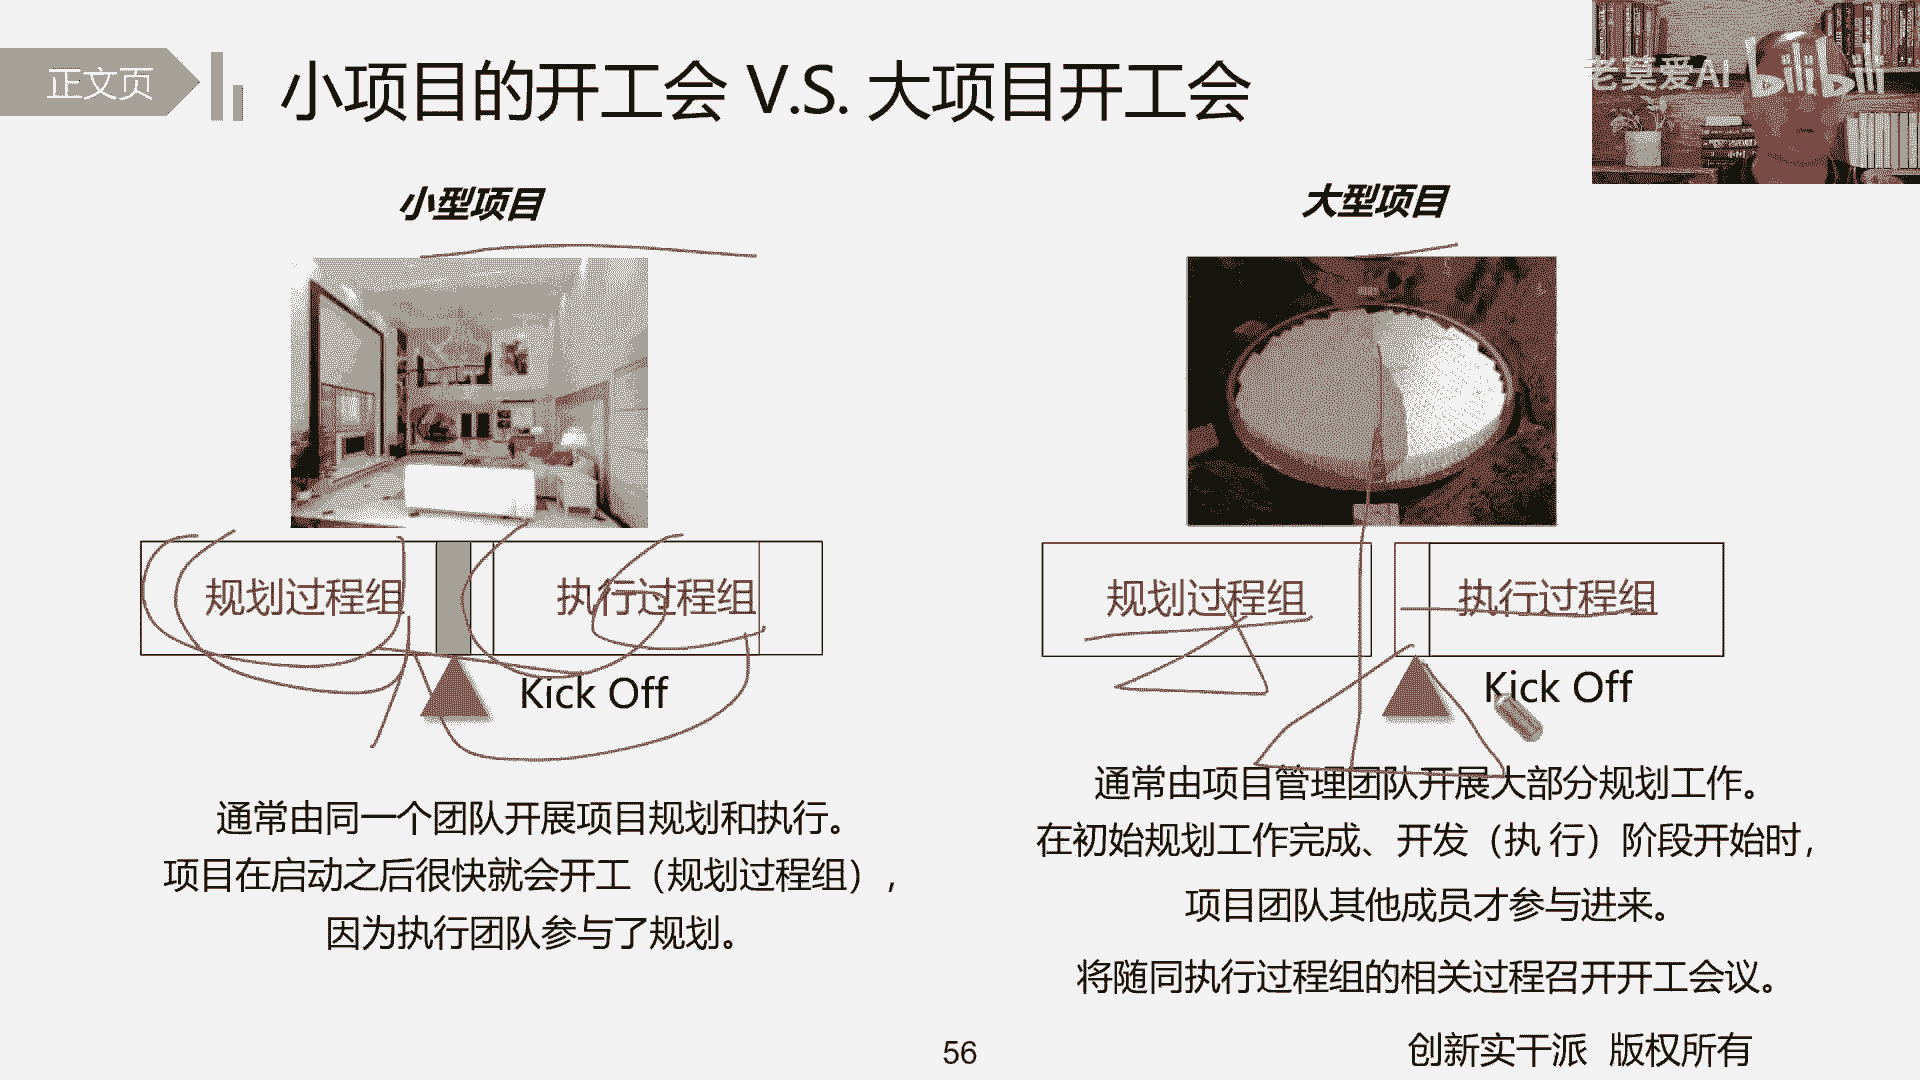 正文页
小项目的开工会 V.S. 大项目开工会
老莫爱AI bilibili
小型项目
大型项目
规划过程组
执行过程组
Kick Off
规划过程组
执行过程组
Kick Off
通常由同一个团队开展项目规划和执行。
项目在启动之后很快就会开工（规划过程组），
因为执行团队参与了规划。
通常由项目管理团队开展大部分规划工作。
在初始规划工作完成、开发（执 行）阶段开始时，
项目团队其他成员才参与进来。
将随同执行过程组的相关过程召开开工会议。
56
创新实干派 版权所有